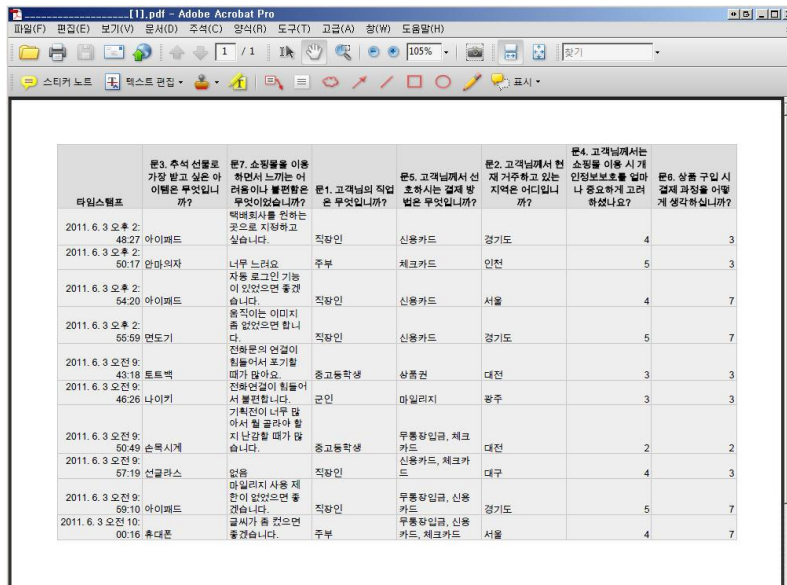 _________________[1].pdf - Adobe Acrobat Pro
파일(F) 편집(E) 보기(V) 문서(D) 주석(C) 양식(R) 도구(T) 고급(A) 창(W) 도움말(H)
1 / 1 105% 찾기
스티커 노트 텍스트 편집 표시
타임스탬프
문3. 추석 선물로
가장 받고 싶은 아
이템은 무엇입니
까?
문7. 쇼핑몰을 이용
하면서 느끼는 어
려움이나 불편함은
무엇이었습니까?
문1. 고객님의 직업
은 무엇입니까?
문5. 고객님께서 선
호하시는 결제 방
법은 무엇입니까?
문2. 고객님께서 현
재 거주하고 있는
지역은 어디입니
까?
문4. 고객님께서는
쇼핑몰 이용 시 개
인정보보호를 얼마
나 중요하게 고려
하셨나요?
문6. 상품 구입 시
결제 과정을 어떻
게 생각하십니까?
2011. 6. 3 오후 2:
48:27 아이패드
택배회사를 원하는
곳으로 지정하고
싶습니다.
직장인 신용카드 경기도 4 3
2011. 6. 3 오후 2:
50:17 안마의자 너무 느려요 주부 체크카드 인천 5 3
2011. 6. 3 오후 2:
54:20 아이패드
자동 로그인 기능
이 있었으면 좋겠
습니다.
직장인 신용카드 서울 4 7
2011. 6. 3 오후 2:
55:59 면도기
움직이는 이미지
좀 없었으면 합니
다.
직장인 신용카드 경기도 5 7
2011. 6. 3 오전 9:
43:18 토트백
전화문의 연결이
힘들어서 포기할
때가 많아요.
중고등학생 상품권 대전 3 3
2011. 6. 3 오전 9:
46:26 나이키
전화연결이 힘들어
서 불편합니다.
군인 마일리지 광주 3 3
2011. 6. 3 오전 9:
50:49 손목시계
기획전이 너무 많
아서 뭘 골라야 할
지 난감할 때가 많
습니다.
중고등학생
무통장입금, 체크
카드
대전 2 2
2011. 6. 3 오전 9:
57:19 선글라스 없음 직장인
신용카드, 체크카
드
대구 4 3
2011. 6. 3 오전 9:
59:10 아이패드
마일리지 사용 제
한이 없었으면 좋
겠습니다.
직장인
무통장입금, 신용
카드
경기도 5 7
2011. 6. 3 오전 10:
00:16 휴대폰
글씨가 좀 컸으면
좋겠습니다.
주부
무통장입금, 신용
카드, 체크카드
서울 4 7